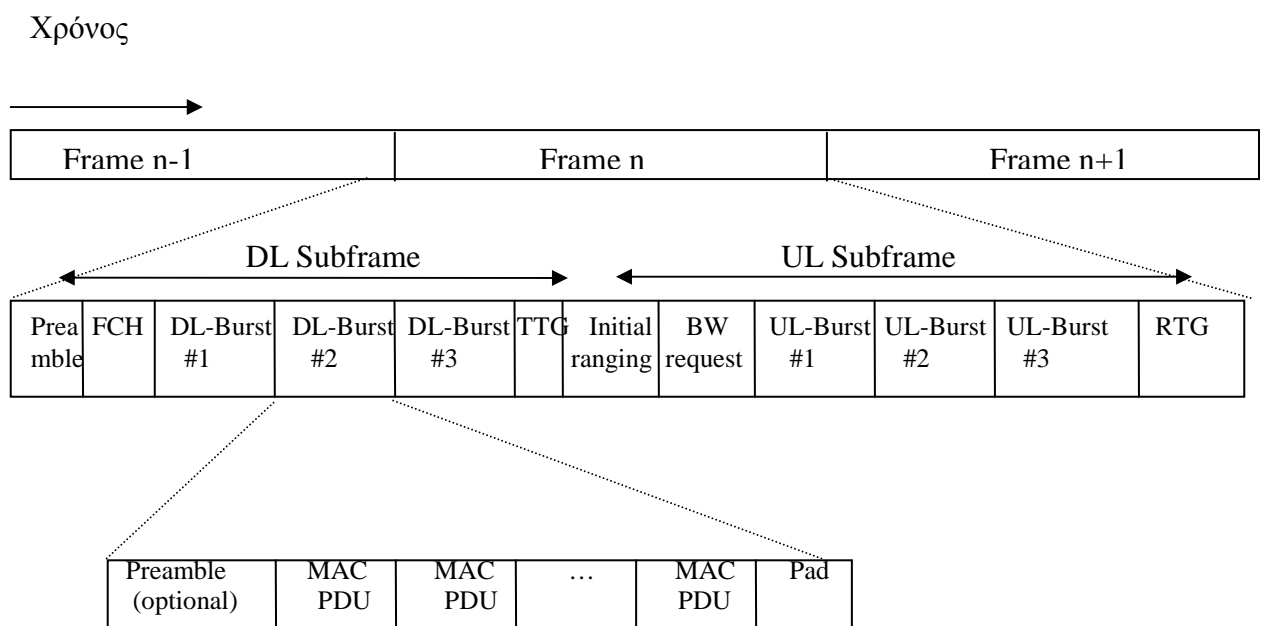 Χρόνος
Frame n-1 Frame n Frame n+1
DL Subframe UL Subframe
Prea FCH DL-Burst DL-Burst DL-Burst TTG Initial BW UL-Burst UL-Burst UL-Burst RTG
mble #1 #2 #3 ranging request #1 #2 #3
Preamble MAC MAC … MAC Pad
(optional) PDU PDU PDU